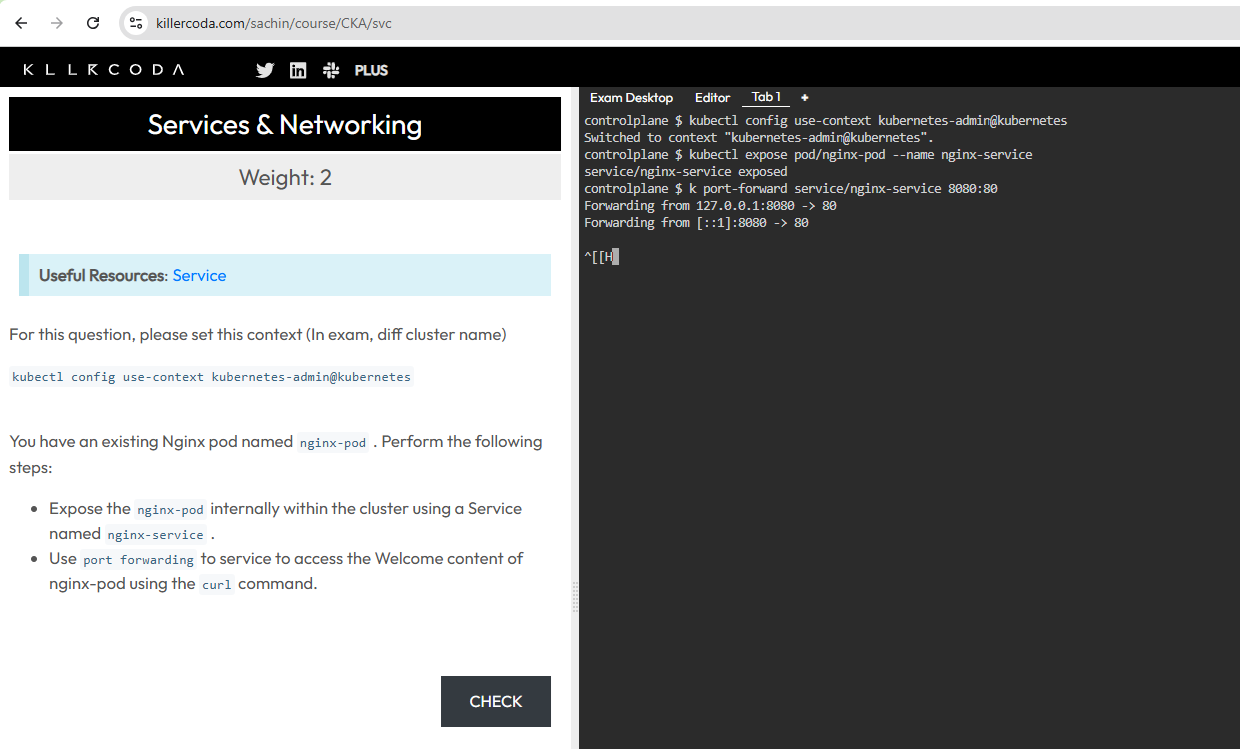 killercoda.com/sachin/course/CKA/svc
KLLRCODA
PLUS
Services & Networking
Weight: 2
Useful Resources: Service
For this question, please set this context (In exam, diff cluster name)
kubectl config use-context kubernetes-admin@kubernetes
You have an existing Nginx pod named nginx-pod . Perform the following
steps:
• Expose the nginx-pod internally within the cluster using a Service
named nginx-service .
• Use port forwarding to service to access the Welcome content of
nginx-pod using the curl command.
CHECK
Exam Desktop Editor Tab 1 +
controlplane $ kubectl config use-context kubernetes-admin@kubernetes
Switched to context "kubernetes-admin@kubernetes".
controlplane $ kubectl expose pod/nginx-pod --name nginx-service
service/nginx-service exposed
controlplane $ k port-forward service/nginx-service 8080:80
Forwarding from 127.0.0.1:8080 -> 80
Forwarding from [::1]:8080 -> 80
^[[H